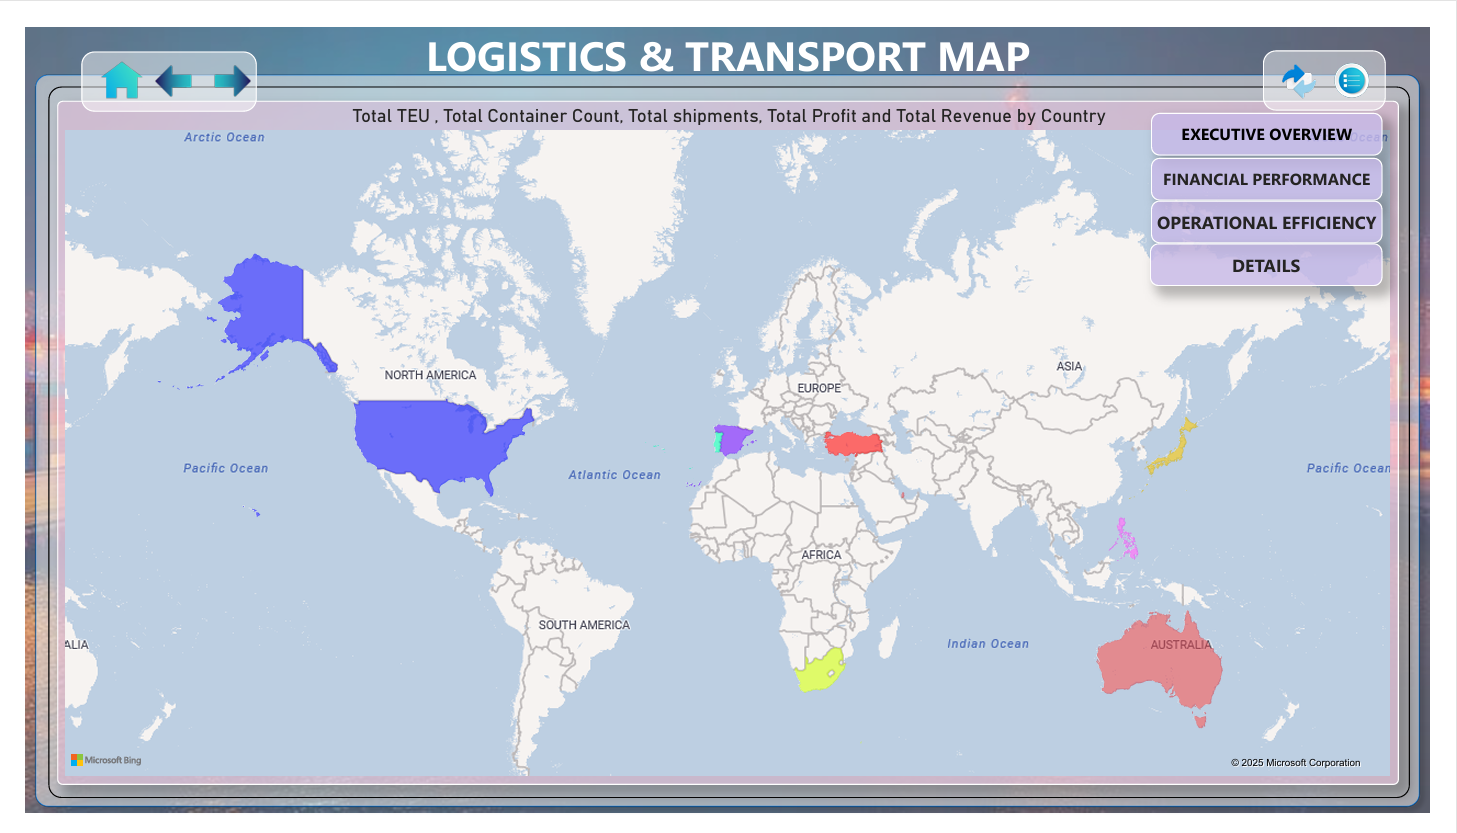 LOGISTICS & TRANSPORT MAP
Total TEU , Total Container Count, Total shipments, Total Profit and Total Revenue by Country
EXECUTIVE OVERVIEW
FINANCIAL PERFORMANCE
OPERATIONAL EFFICIENCY
DETAILS
Arctic Ocean
ocean
NORTH AMERICA
EUROPE
ASIA
Pacific Ocean
Atlantic Ocean
Pacific Ocean
AFRICA
SOUTH AMERICA
Indian Ocean
AUSTRALIA
ALIA
Microsoft Bing
© 2025 Microsoft Corporation